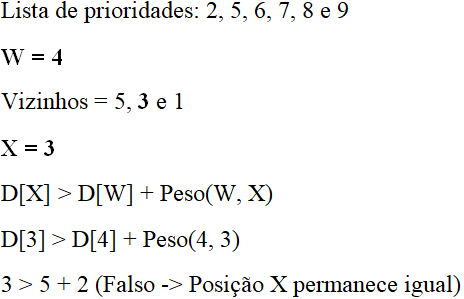 Lista de prioridades: 2, 5, 6, 7, 8 e 9
W = 4
Vizinhos = 5, 3 e 1
X = 3
D[X] > D[W] + Peso(W, X)
D[3] > D[4] + Peso(4, 3)
3 > 5 + 2 (Falso -> Posição X permanece igual)